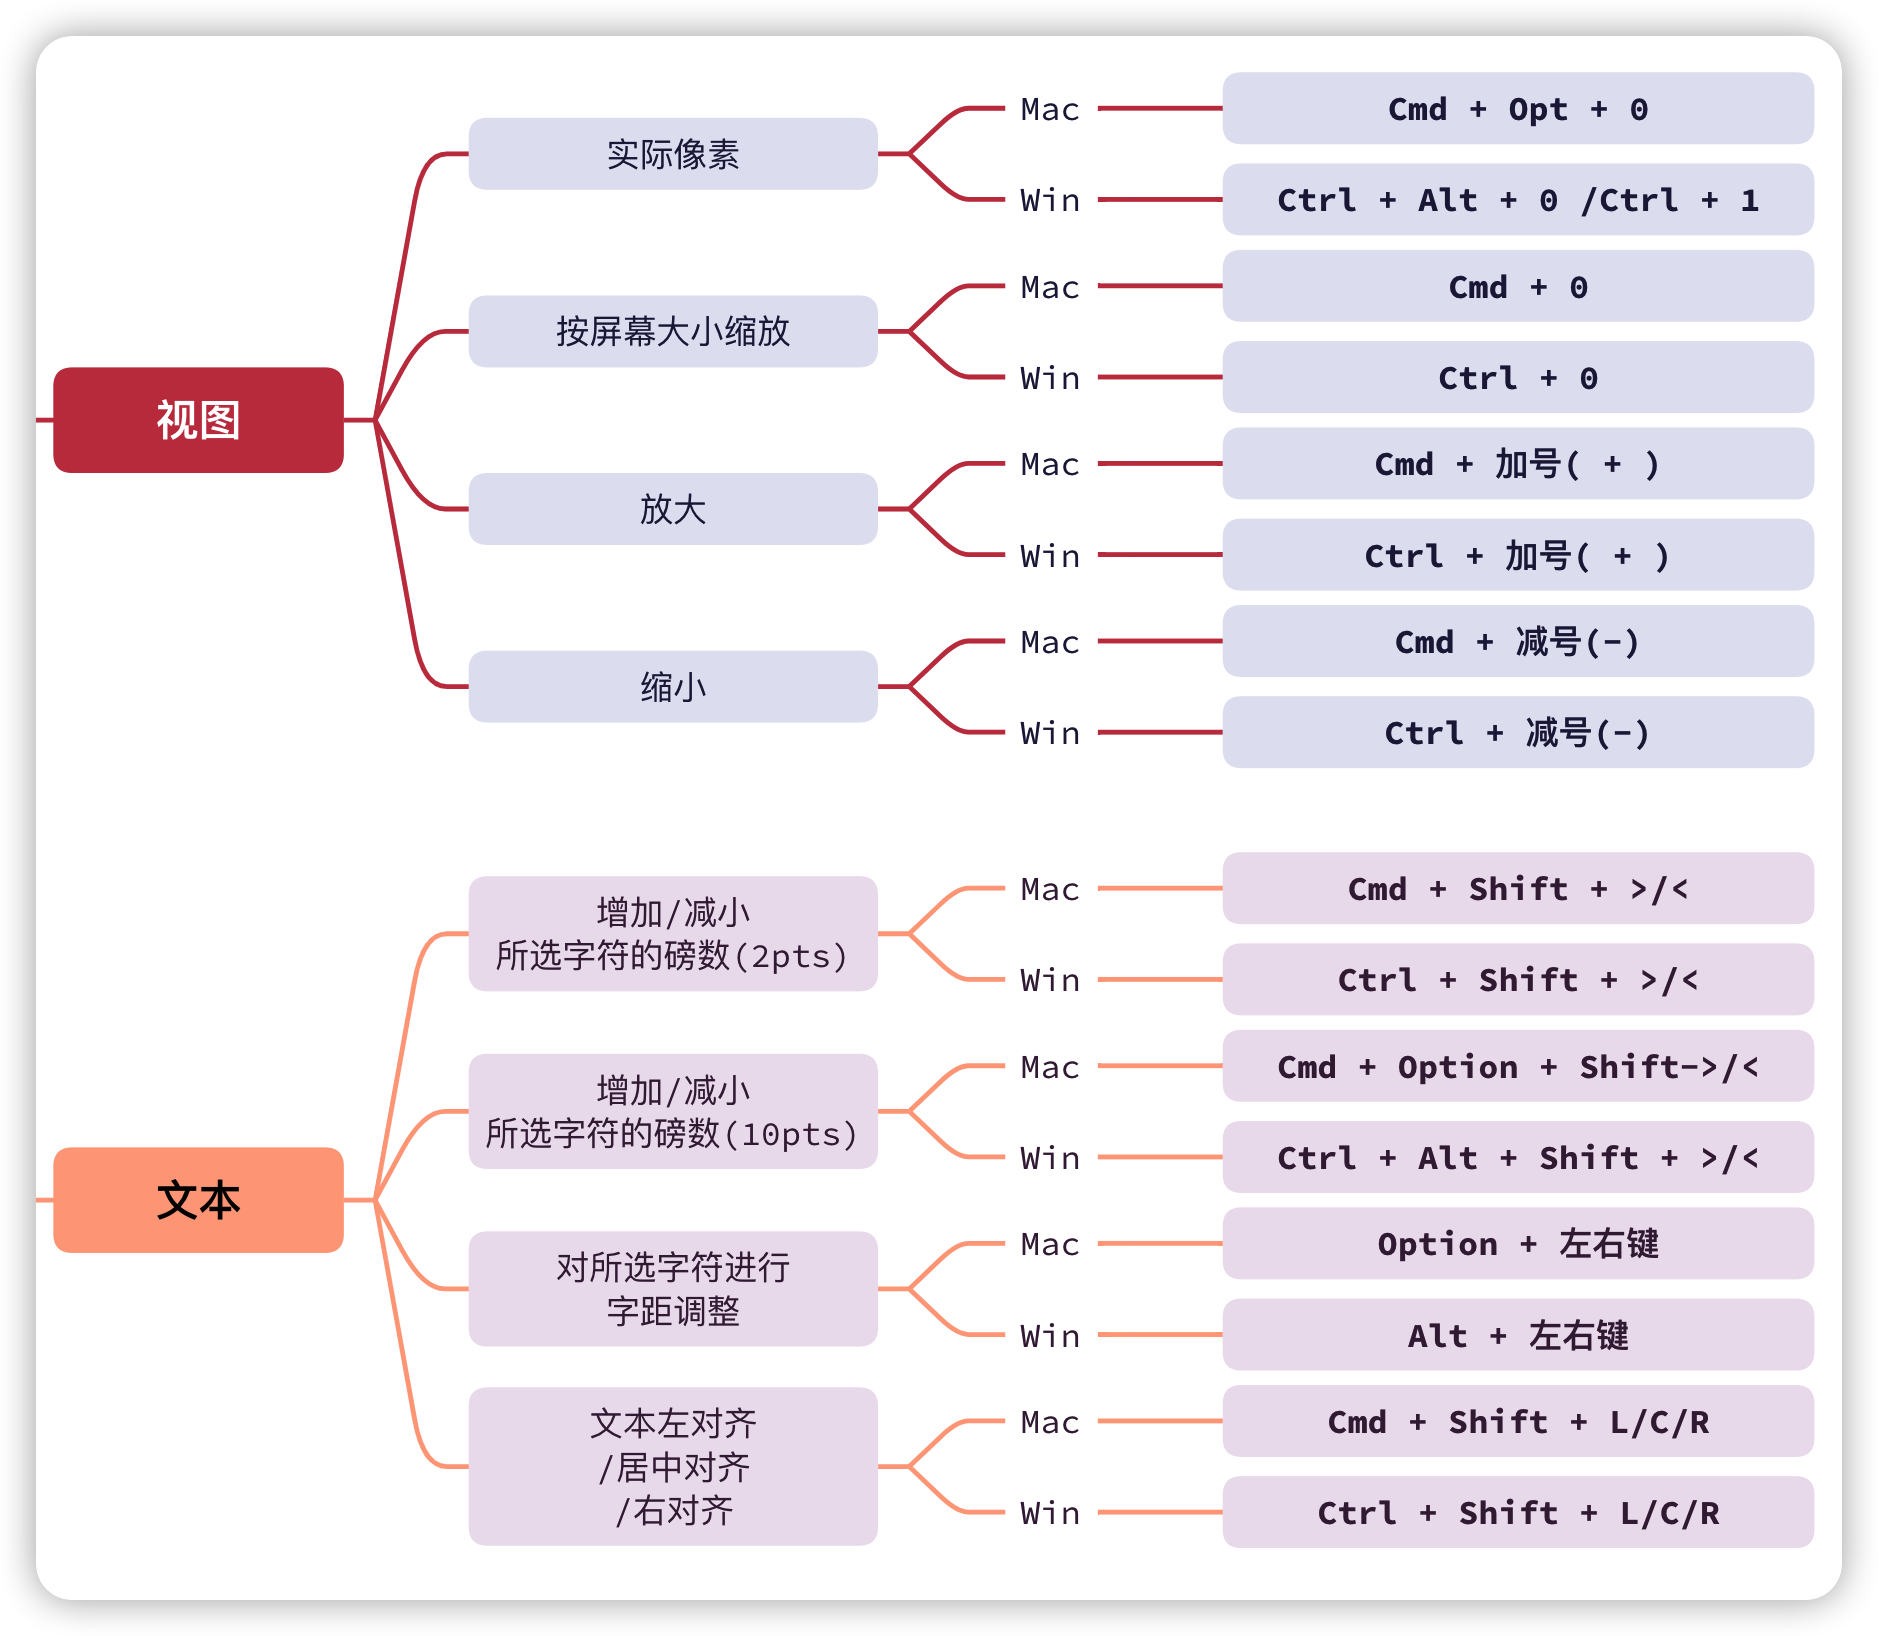 视图
实际像素
Mac
Cmd + Opt + 0
Win
Ctrl + Alt + 0 /Ctrl + 1
按屏幕大小缩放
Mac
Cmd + 0
Win
Ctrl + 0
放大
Mac
Cmd + 加号( + )
Win
Ctrl + 加号( + )
缩小
Mac
Cmd + 减号(-)
Win
Ctrl + 减号(-)
文本
增加/减小
所选字符的磅数(2pts)
Mac
Cmd + Shift + >/<
Win
Ctrl + Shift + >/<
增加/减小
所选字符的磅数(10pts)
Mac
Cmd + Option + Shift->/<
Win
Ctrl + Alt + Shift + >/<
对所选字符进行
字距调整
Mac
Option + 左右键
Win
Alt + 左右键
文本左对齐
/居中对齐
/右对齐
Mac
Cmd + Shift + L/C/R
Win
Ctrl + Shift + L/C/R